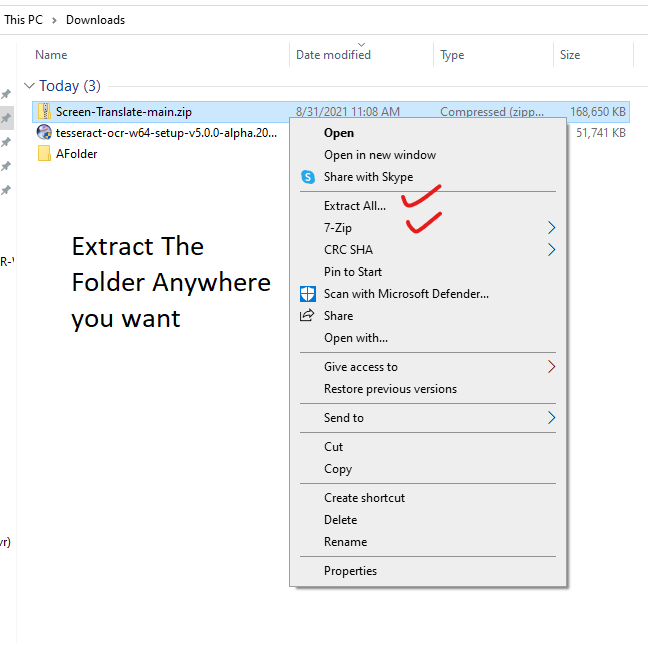 This PC > Downloads
Name Date modified Type Size
Today (3)
Screen-Translate-main.zip 8/31/2021 11:08 AM Compressed (zipp... 168,650 KB
tesseract-ocr-w64-setup-v5.0.0-alpha.20... 51,741 KB
AFolder
Open
Open in new window
Share with Skype
Extract All...
7-Zip
CRC SHA
Pin to Start
Scan with Microsoft Defender...
Share
Open with...
Give access to
Restore previous versions
Send to
Cut
Copy
Create shortcut
Delete
Rename
Properties
Extract The
Folder Anywhere
you want